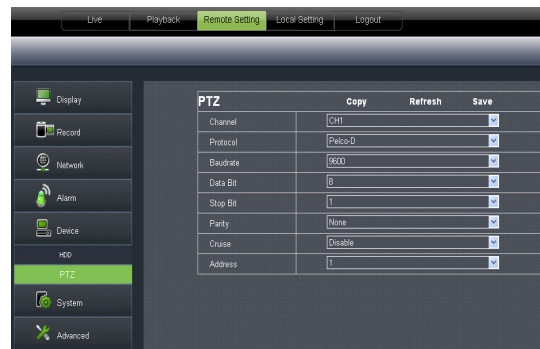 Live Playback Remote Setting Local Setting Logout
Display
Record
Network
Alarm
Device
HDD
PTZ
System
Advanced
PTZ Copy Refresh Save
Channel CH1
Protocol Pelco-D
Baudrate 9600
Data Bit 8
Stop Bit 1
Parity None
Cruise Disable
Address 1